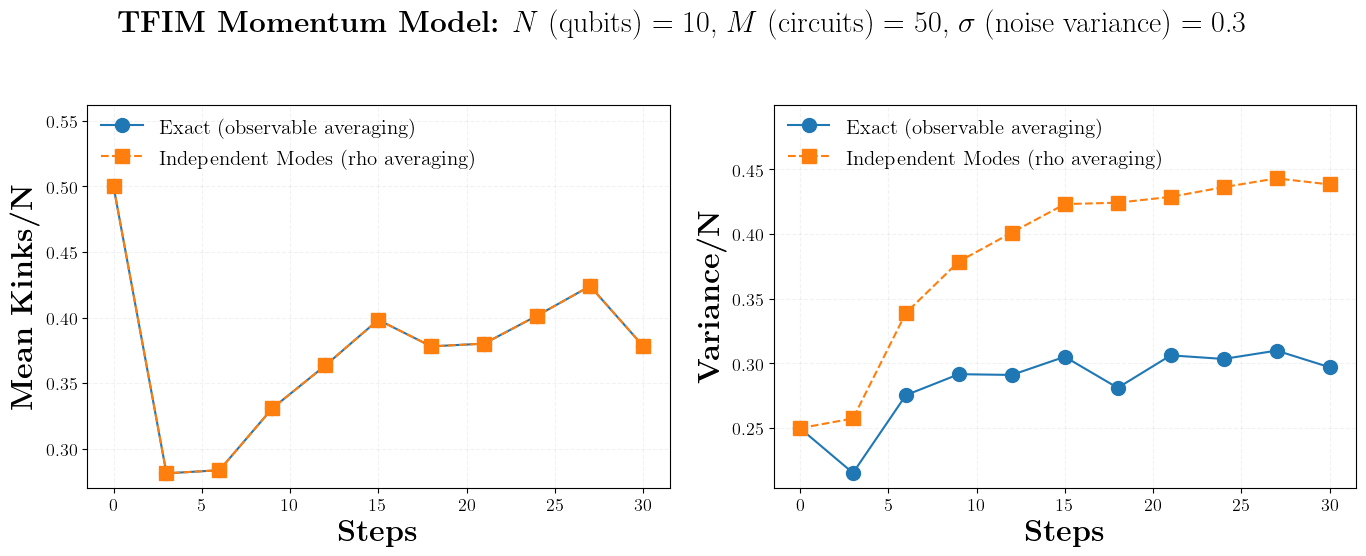 TFIM Momentum Model: N (qubits) = 10, M (circuits) = 50, σ (noise variance) = 0.3
Mean Kinks/N
0.55
0.50
0.45
0.40
0.35
0.30
Exact (observable averaging)
Independent Modes (rho averaging)
0 5 10 15 20 25 30
Steps
Variance/N
0.45
0.40
0.35
0.30
0.25
Exact (observable averaging)
Independent Modes (rho averaging)
0 5 10 15 20 25 30
Steps